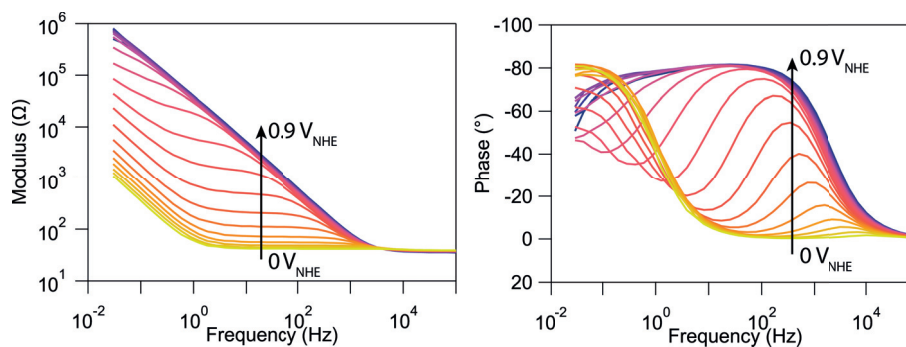 Modulus (Ω)
10^6
10^5
10^4
10^3
10^2
10^1
0.9 V_NHE
0 V_NHE
10^-2
10^0
10^2
10^4
Frequency (Hz)
Phase (°)
-100
-80
-60
-40
-20
0
20
0.9 V_NHE
0 V_NHE
10^-2
10^0
10^2
10^4
Frequency (Hz)